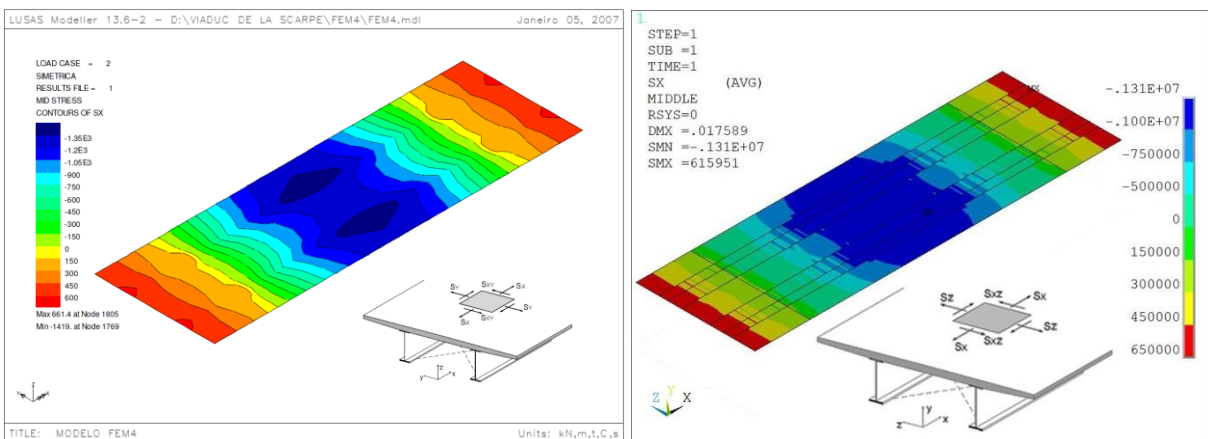 LUSAS Modeller 13.6-2 - D:\VIADUC DE LA SCARPE\FEM4\FEM4.mdl Janeiro 05, 2007
LOAD CASE = 2
SIMETRICA
RESULTS FILE = 1
MID STRESS
CONTOURS OF SX
-1.35E3
-1.2E3
-1.05E3
-900
-750
-600
-450
-300
-150
0
150
300
450
600
Max 661.4 at Node 1805
Min -1419. at Node 1769
SY SXY SX
SX SXY SY
z
y x
Z
TITLE: MODELO FEM4 Units: kN,m,t,C,s
1
STEP=1
SUB =1
TIME=1
SX (AVG)
MIDDLE
RSYS=0
DMX =.017589
SMN =-.131E+07
SMX =615951
MX
-.131E+07
-.100E+07
-750000
-500000
0
150000
300000
450000
650000
Sz Sxz Sx
Sx Sxz Sz
y
z x
Z Y X